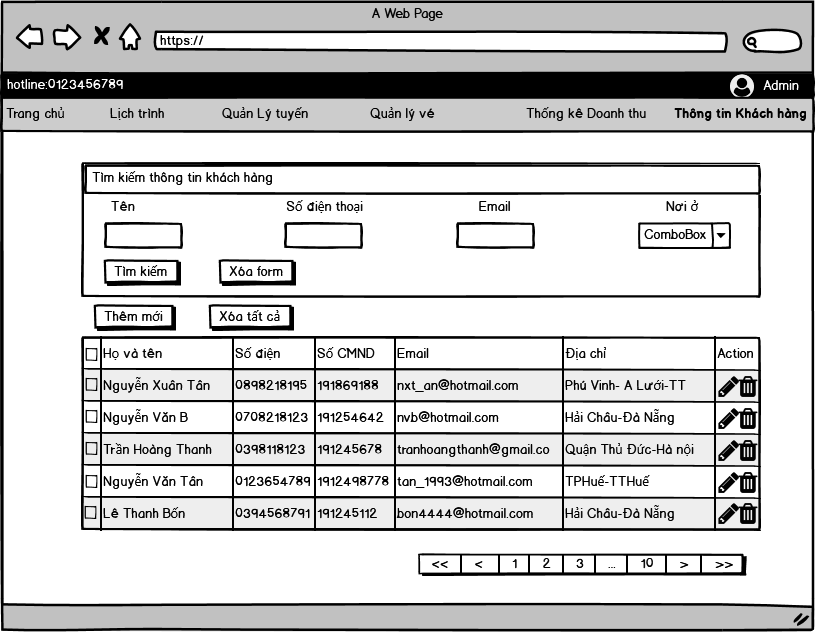 A Web Page
https://
hotline:0123456789 Admin
Trang chủ Lịch trình Quản Lý tuyến Quản lý vé Thống kê Doanh thu Thông tin Khách hàng
Tìm kiếm thông tin khách hàng
Tên Số điện thoại Email Nơi ở
ComboBox
Tìm kiếm Xóa form
Thêm mới Xóa tất cả
Họ và tên Số điện Số CMND Email Địa chỉ Action
Nguyễn Xuân Tân 0898218195 191869188 nxt_an@hotmail.com Phú Vinh- A Lưới-TT
Nguyễn Văn B 0708218123 191254642 nvb@hotmail.com Hải Châu-Đà Nẵng
Trần Hoàng Thanh 0398118123 191245678 tranhoangthanh@gmail.co Quận Thủ Đức-Hà nội
Nguyễn Văn Tân 0123654789 1912498778 tan_1993@hotmail.com TPHuế-TTHuế
Lê Thanh Bốn 0394568791 191245112 bon4444@hotmail.com Hải Châu-Đà Nẵng
<< < 1 2 3 ... 10 > >>